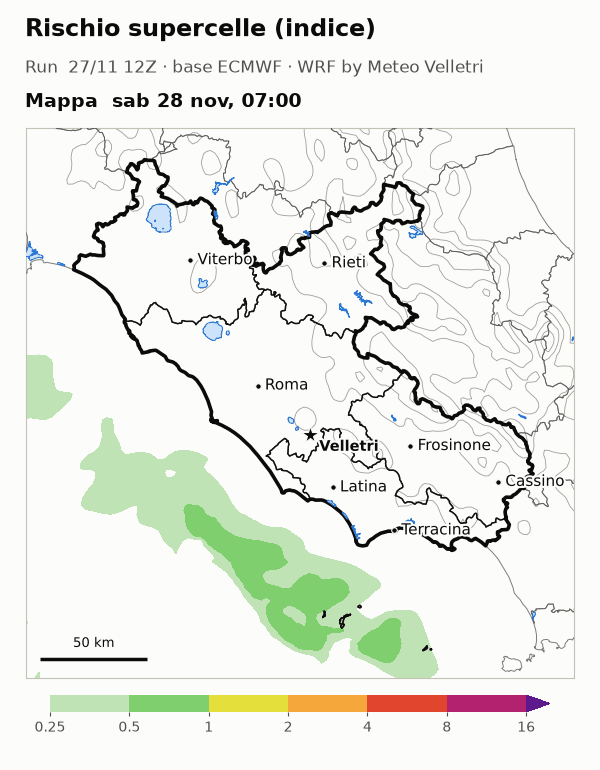 Rischio supercelle (indice)
Run  27/11 12Z · base ECMWF · WRF by Meteo Velletri
Mappa  sab 28 nov, 07:00
Viterbo
Rieti
Roma
Velletri
Frosinone
Cassino
Latina
Terracina
50 km
0.25 0.5 1 2 4 8 16